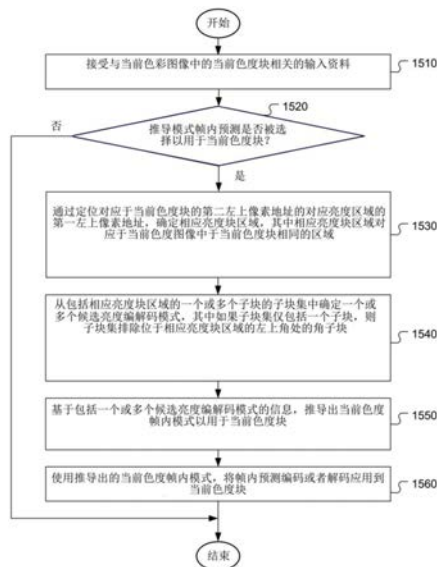 开始
接受与当前色彩图像中的当前色度块相关的输入资料
1510
1520
否
推导模式帧内预测是否被选
择以用于当前色度块?
是
通过定位对应于当前色度块的第二左上像素地址的对应亮度区域的
第一左上像素地址,确定相应亮度块区域,其中相应亮度块区域对
应于当前色度图像中于当前色度块相同的区域
1530
从包括相应亮度块区域的一个或多个子块的子块集中确定一个或
多个候选亮度编解码模式,其中如果子块集仅包括一个子块,则
子块集排除位于相应亮度块区域的左上角处的角子块
1540
基于包括一个或多个候选亮度编解码模式的信息,推导出当前色度
帧内模式以用于当前色度块
1550
使用推导出的当前色度帧内模式,将帧内预测编码或者解码应用到
当前色度块
1560
结束